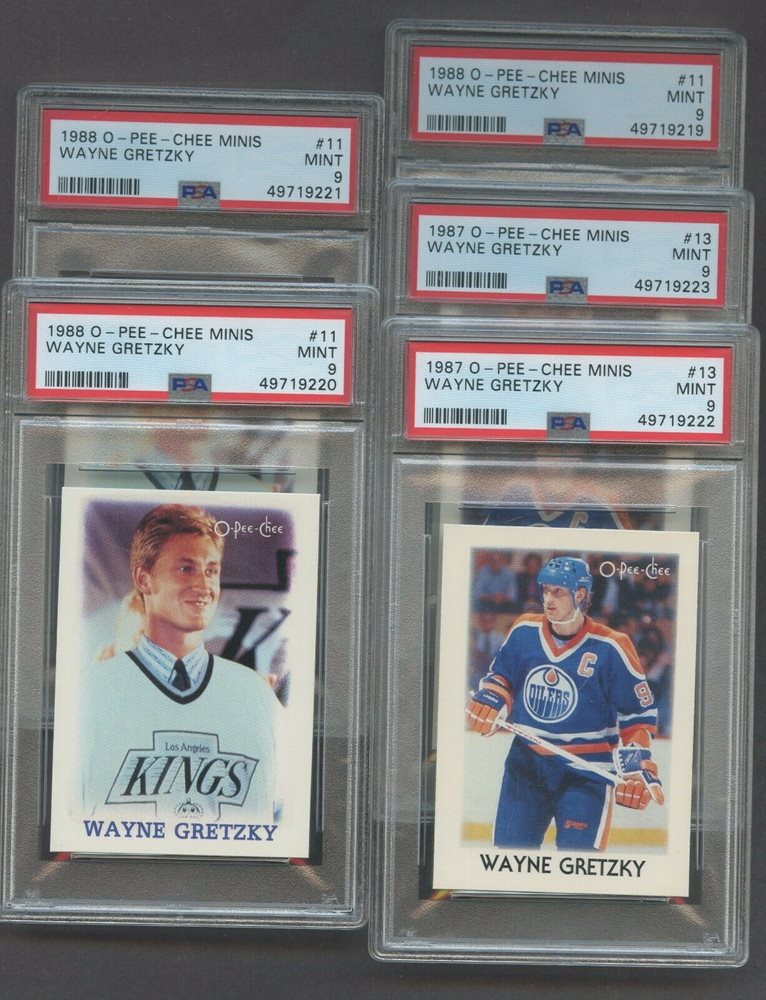 1988 O-PEE-CHEE MINIS #11
WAYNE GRETZKY MINT
9
PSA 49719219
1988 O-PEE-CHEE MINIS #11
WAYNE GRETZKY MINT
9
PSA 49719221
1987 O-PEE-CHEE MINIS #13
WAYNE GRETZKY MINT
9
PSA 49719223
1988 O-PEE-CHEE MINIS #11
WAYNE GRETZKY MINT
9
PSA 49719220
1987 O-PEE-CHEE MINIS #13
WAYNE GRETZKY MINT
9
PSA 49719222
O-Pee-Chee
Los Angeles
KINGS
WAYNE GRETZKY
O-Pee-Chee
C
OILERS
9
WAYNE GRETZKY